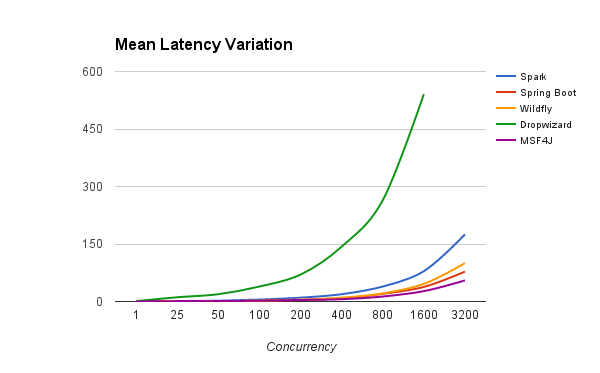 Mean Latency Variation
600
450
300
150
0
1 25 50 100 200 400 800 1600 3200
Concurrency
Spark
Spring Boot
Wildfly
Dropwizard
MSF4J